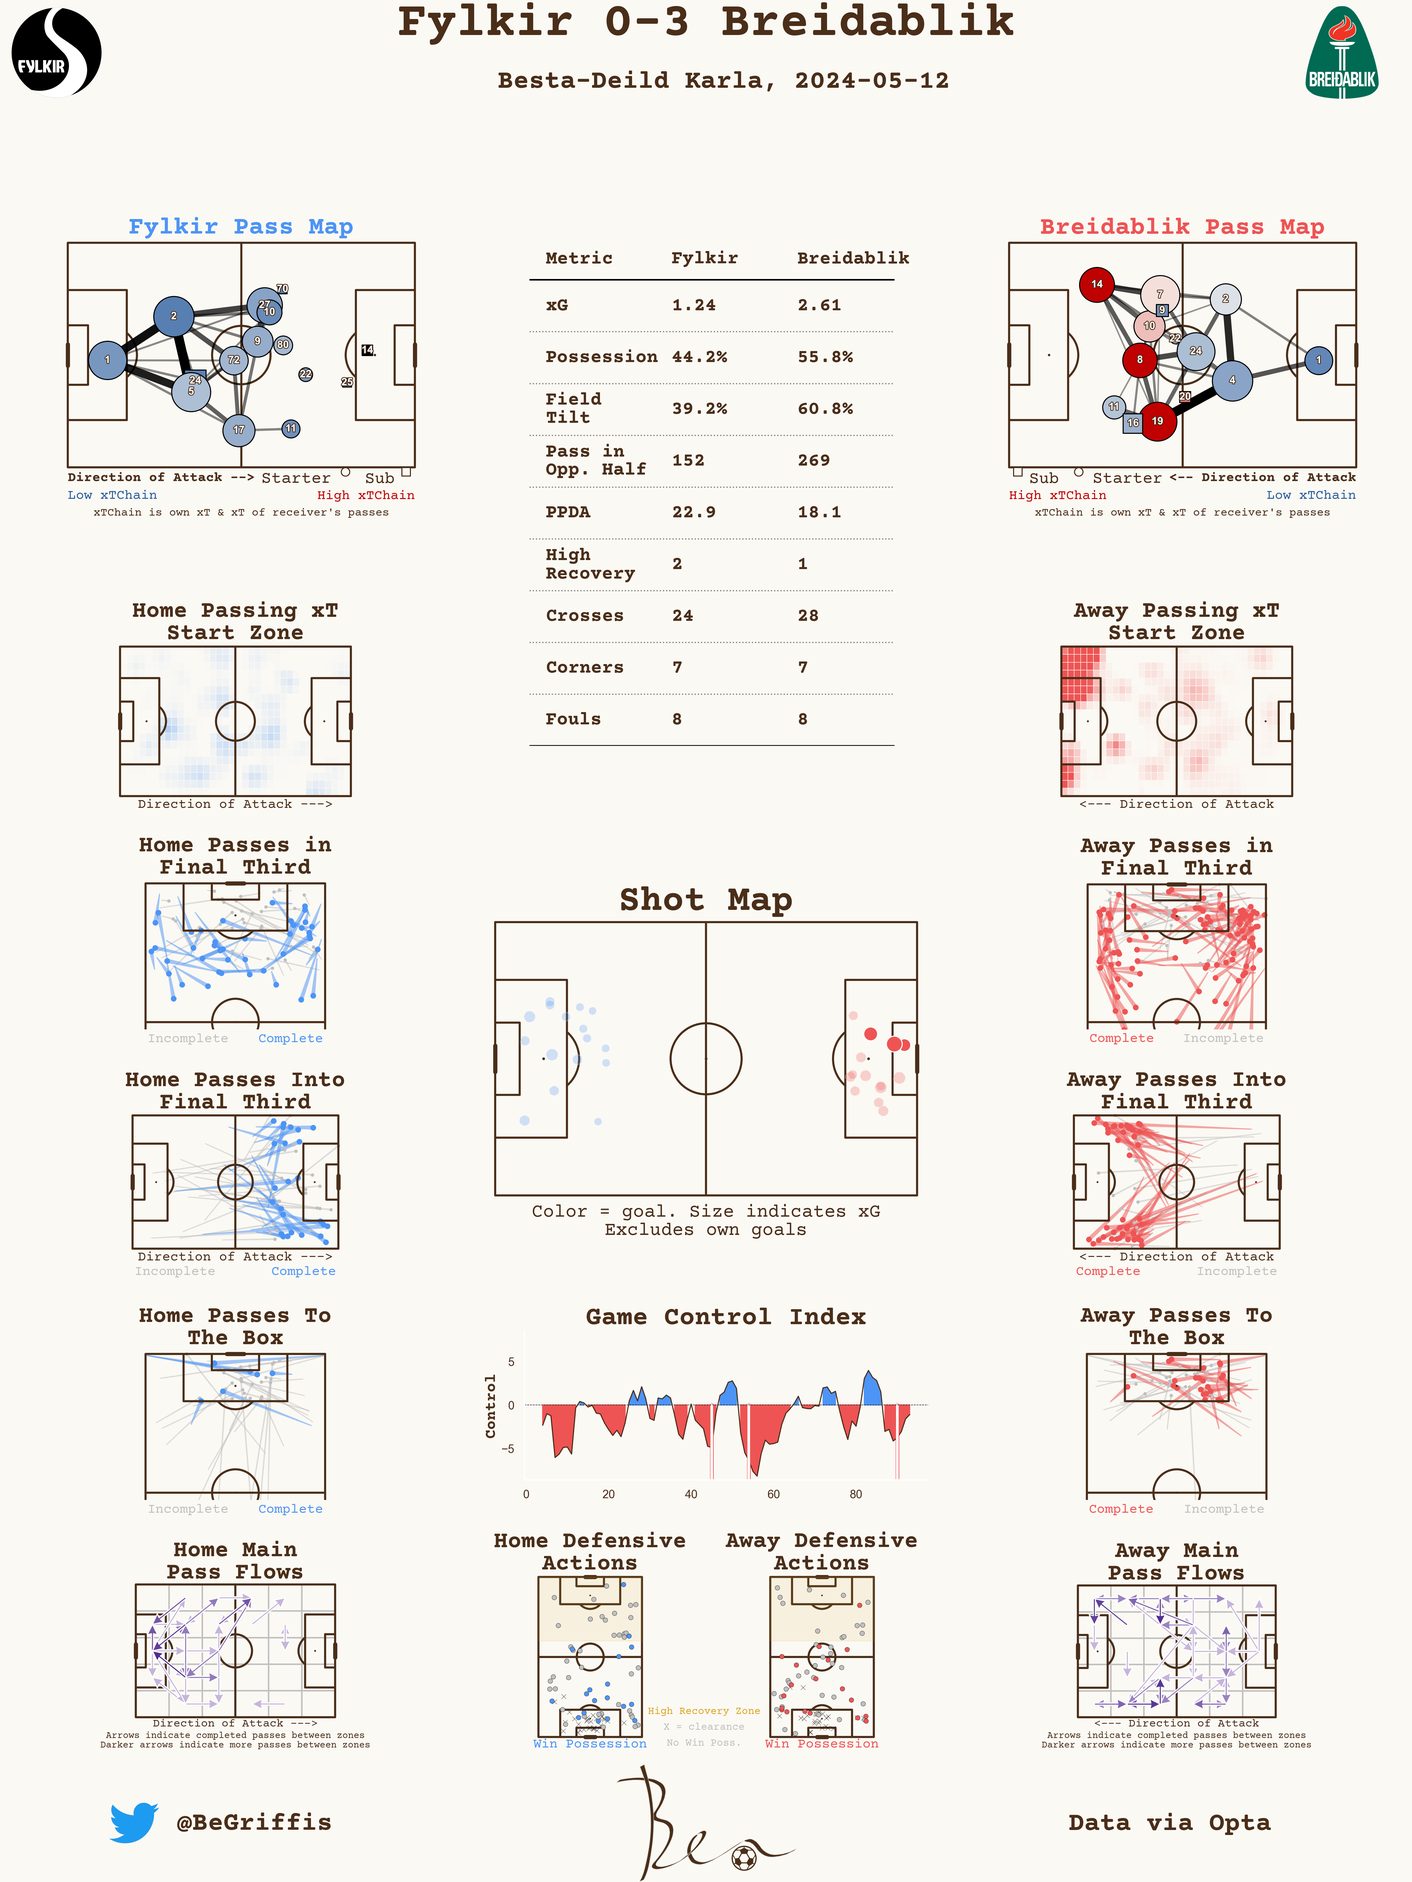 Fylkir 0-3 Breidablik
Besta-Deild Karla, 2024-05-12
FYLKIR
BREIÐABLIK
Fylkir Pass Map
70
27
10
2
9
80
1
72
14
22
24
25
5
17
11
Direction of Attack --> Starter Sub
Low xTChain High xTChain
xTChain is own xT & xT of receiver's passes
Metric Fylkir Breidablik
xG 1.24 2.61
Possession 44.2% 55.8%
Field
Tilt 39.2% 60.8%
Pass in
Opp. Half 152 269
PPDA 22.9 18.1
High
Recovery 2 1
Crosses 24 28
Corners 7 7
Fouls 8 8
Breidablik Pass Map
14
7
2
9
10
22
24
8
1
4
20
11
16
19
Sub Starter <-- Direction of Attack
High xTChain Low xTChain
xTChain is own xT & xT of receiver's passes
Home Passing xT
Start Zone
Direction of Attack --->
Away Passing xT
Start Zone
<--- Direction of Attack
Home Passes in
Final Third
Incomplete Complete
Away Passes in
Final Third
Complete Incomplete
Shot Map
Color = goal. Size indicates xG
Excludes own goals
Home Passes Into
Final Third
Direction of Attack --->
Incomplete Complete
Away Passes Into
Final Third
<--- Direction of Attack
Complete Incomplete
Home Passes To
The Box
Incomplete Complete
Game Control Index
Control
5
0
−5
0 20 40 60 80
Away Passes To
The Box
Complete Incomplete
Home Main
Pass Flows
Direction of Attack --->
Arrows indicate completed passes between zones
Darker arrows indicate more passes between zones
Home Defensive
Actions
Win Possession
High Recovery Zone
X = clearance
No Win Poss.
Away Defensive
Actions
Win Possession
Away Main
Pass Flows
<--- Direction of Attack
Arrows indicate completed passes between zones
Darker arrows indicate more passes between zones
@BeGriffis
Ben
Data via Opta